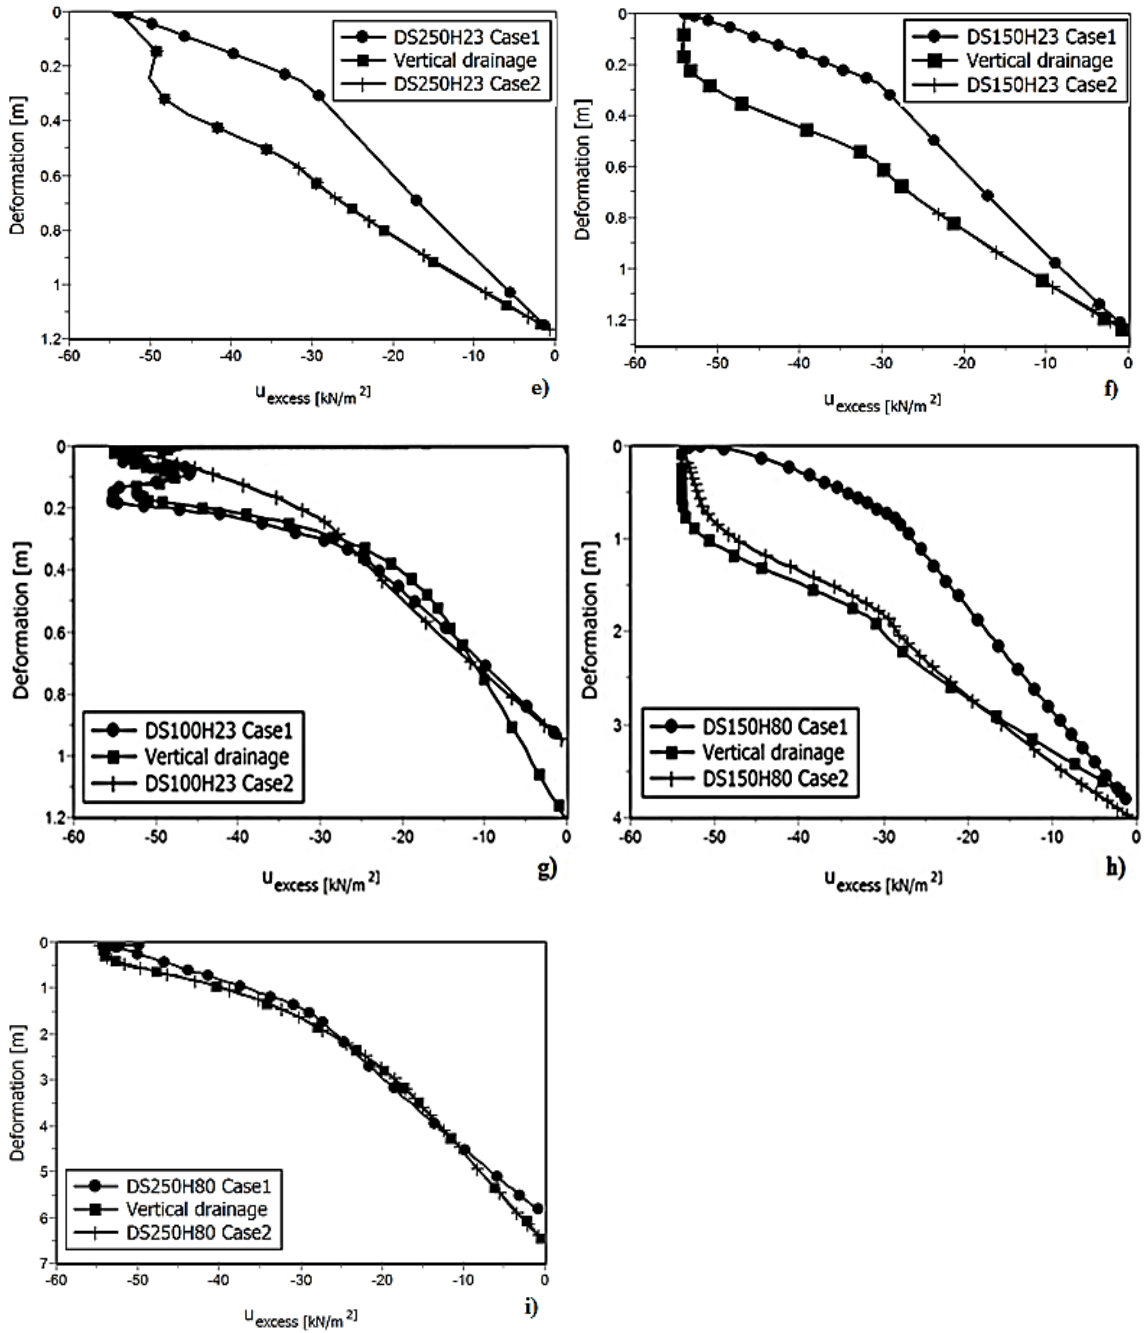 0
0.2
0.4
0.6
0.8
1
1.2
Deformation [m]
DS250H23 Case1
Vertical drainage
DS250H23 Case2
-60
-50
-40
-30
-20
-10
0
u excess [kN/m²]
e)
0
0.2
0.4
0.6
0.8
1
1.2
Deformation [m]
DS150H23 Case1
Vertical drainage
DS150H23 Case2
-60
-50
-40
-30
-20
-10
0
u excess [kN/m²]
f)
0
0.2
0.4
0.6
0.8
1
1.2
Deformation [m]
DS100H23 Case1
Vertical drainage
DS100H23 Case2
-60
-50
-40
-30
-20
-10
0
u excess [kN/m²]
g)
0
1
2
3
4
Deformation [m]
DS150H80 Case1
Vertical drainage
DS150H80 Case2
-60
-50
-40
-30
-20
-10
0
u excess [kN/m²]
h)
0
1
2
3
4
5
6
7
Deformation [m]
DS250H80 Case1
Vertical drainage
DS250H80 Case2
-60
-50
-40
-30
-20
-10
0
u excess [kN/m²]
i)